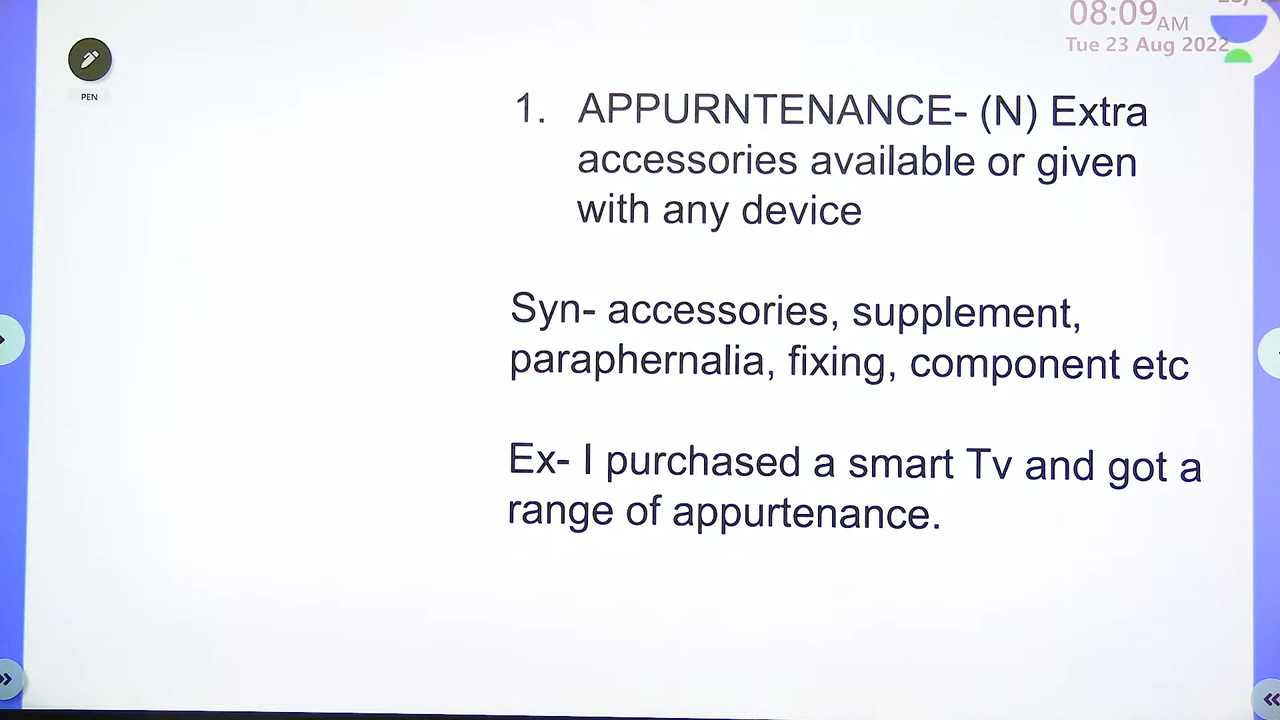 08:09 AM
Tue 23 Aug 2022
PEN
1. APPURNTENANCE- (N) Extra
accessories available or given
with any device
Syn- accessories, supplement,
paraphernalia, fixing, component etc
Ex- I purchased a smart Tv and got a
range of appurtenance.